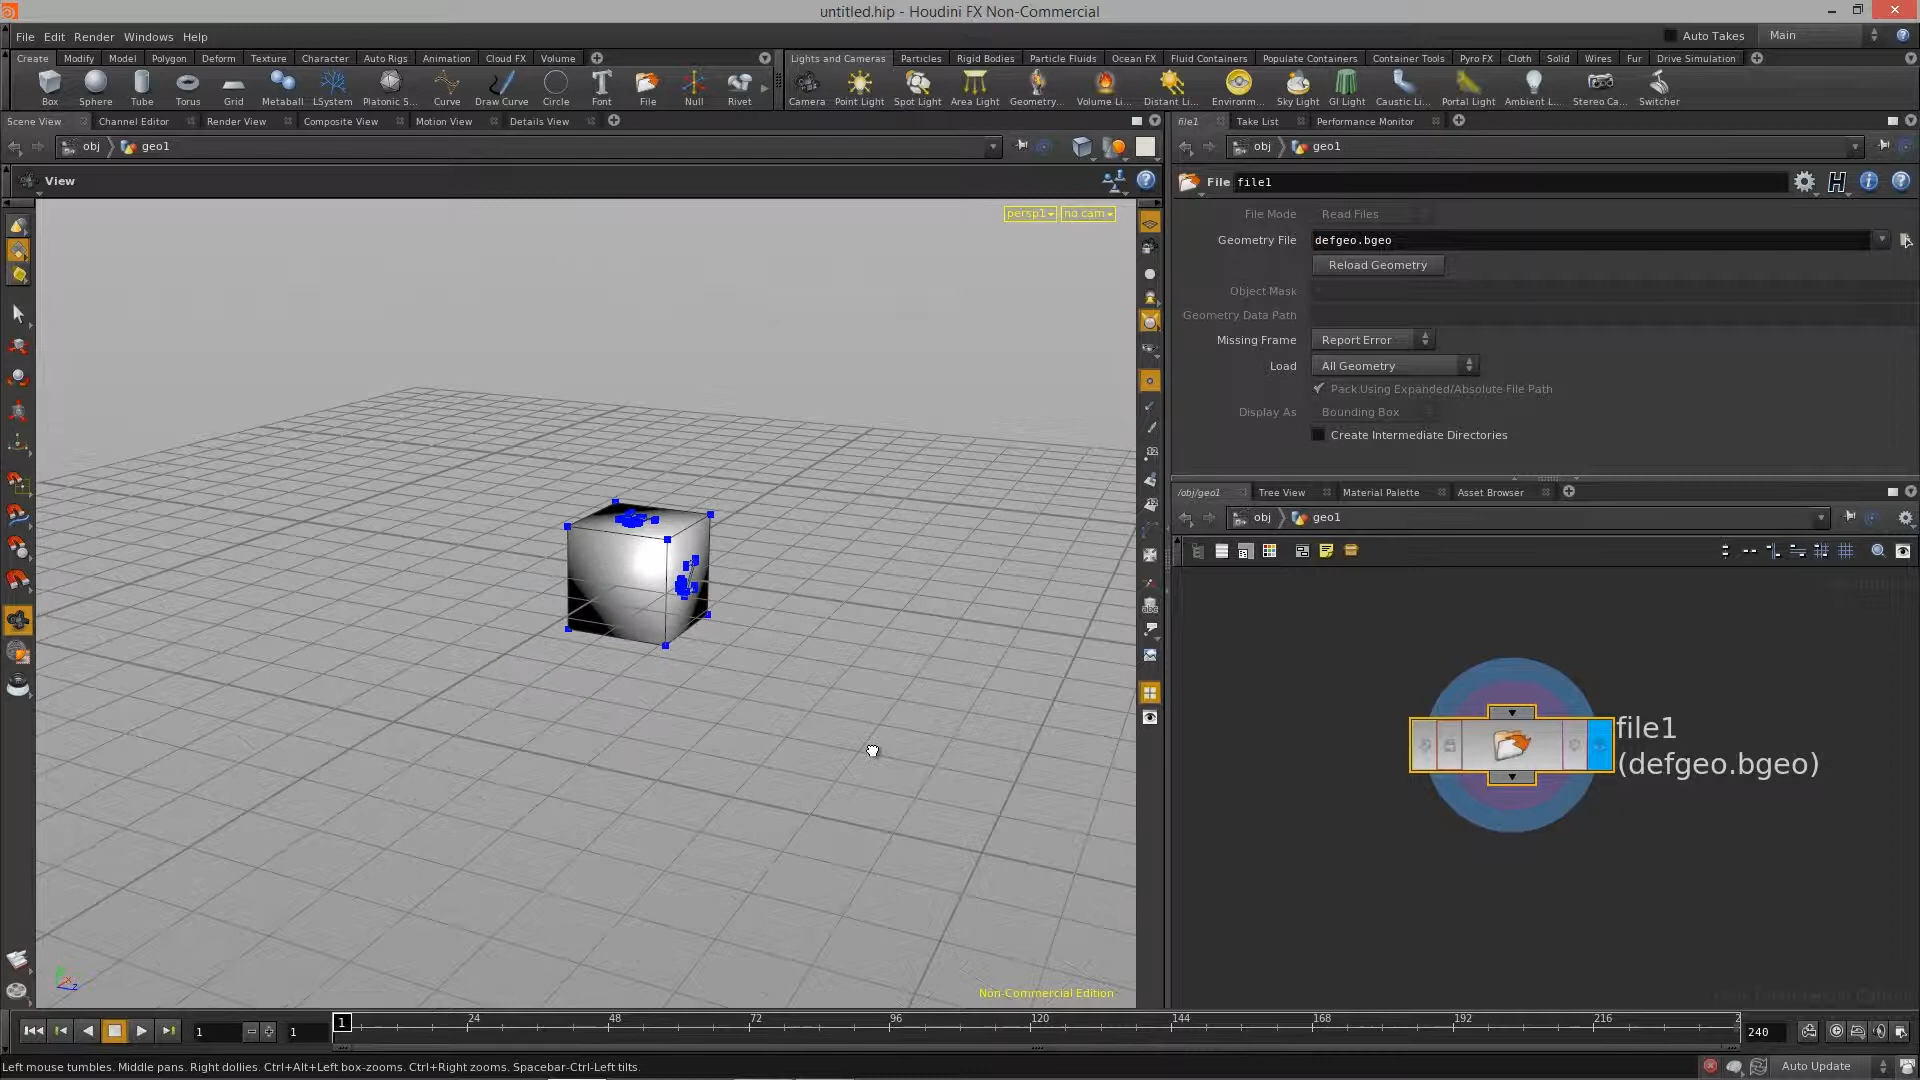 untitled.hip - Houdini FX Non-Commercial
File Edit Render Windows Help
Auto Takes Main
Create Modify Model Polygon Deform Texture Character Auto Rigs Animation Cloud FX Volume
Lights and Cameras Particles Rigid Bodies Particle Fluids Ocean FX Fluid Containers Populate Containers Container Tools Pyro FX Cloth Solid Wires Fur Drive Simulation
Box Sphere Tube Torus Grid Metaball LSystem Platonic S... Curve Draw Curve Circle Font File Null Rivet
Camera Point Light Spot Light Area Light Geometry... Volume Li... Distant Li... Environm... Sky Light GI Light Caustic Li... Portal Light Ambient L... Stereo Ca... Switcher
Scene View Channel Editor Render View Composite View Motion View Details View
file1 Take List Performance Monitor
obj geo1
obj geo1
View
File file1
persp1 no cam
File Mode Read Files
Geometry File defgeo.bgeo
Reload Geometry
Object Mask
Geometry Data Path
Missing Frame Report Error
Load All Geometry
Pack Using Expanded/Absolute File Path
Display As Bounding Box
Create Intermediate Directories
/obj/geo1 Tree View Material Palette Asset Browser
obj geo1
file1
(defgeo.bgeo)
Non-Commercial Edition
1 1 1 24 48 72 96 120 144 168 192 216 2 240
Left mouse tumbles. Middle pans. Right dollies. Ctrl+Alt+Left box-zooms. Ctrl+Right zooms. Spacebar-Ctrl-Left tilts.
Auto Update